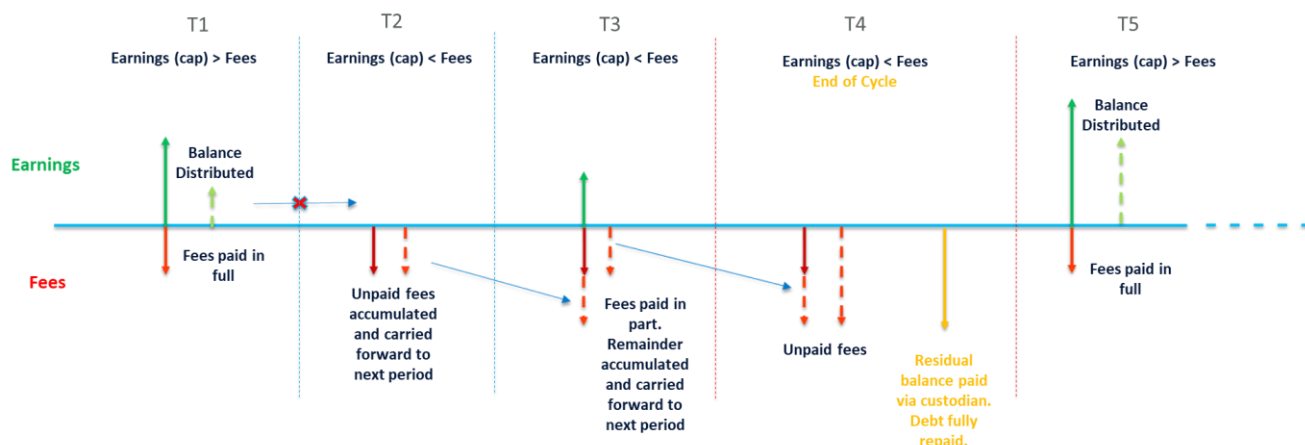 T1
T2
T3
T4
T5
Earnings (cap) > Fees
Earnings (cap) < Fees
Earnings (cap) < Fees
Earnings (cap) < Fees
End of Cycle
Earnings (cap) > Fees
Earnings
Balance
Distributed
Balance
Distributed
Fees
Fees paid in
full
Unpaid fees
accumulated
and carried
forward to
next period
Fees paid in
part.
Remainder
accumulated
and carried
forward to
next period
Unpaid fees
Residual
balance paid
via custodian.
Debt fully
repaid.
Fees paid in
full